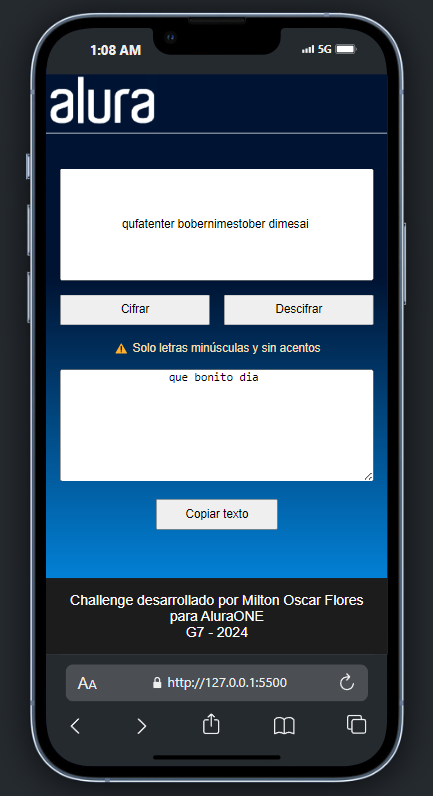 1:08 AM 5G
alura
qufatenter bobernimestober dimesai
Cifrar Descifrar
⚠ Solo letras minúsculas y sin acentos
que bonito dia
Copiar texto
Challenge desarrollado por Milton Oscar Flores
para AluraONE
G7 - 2024
AA http://127.0.0.1:5500